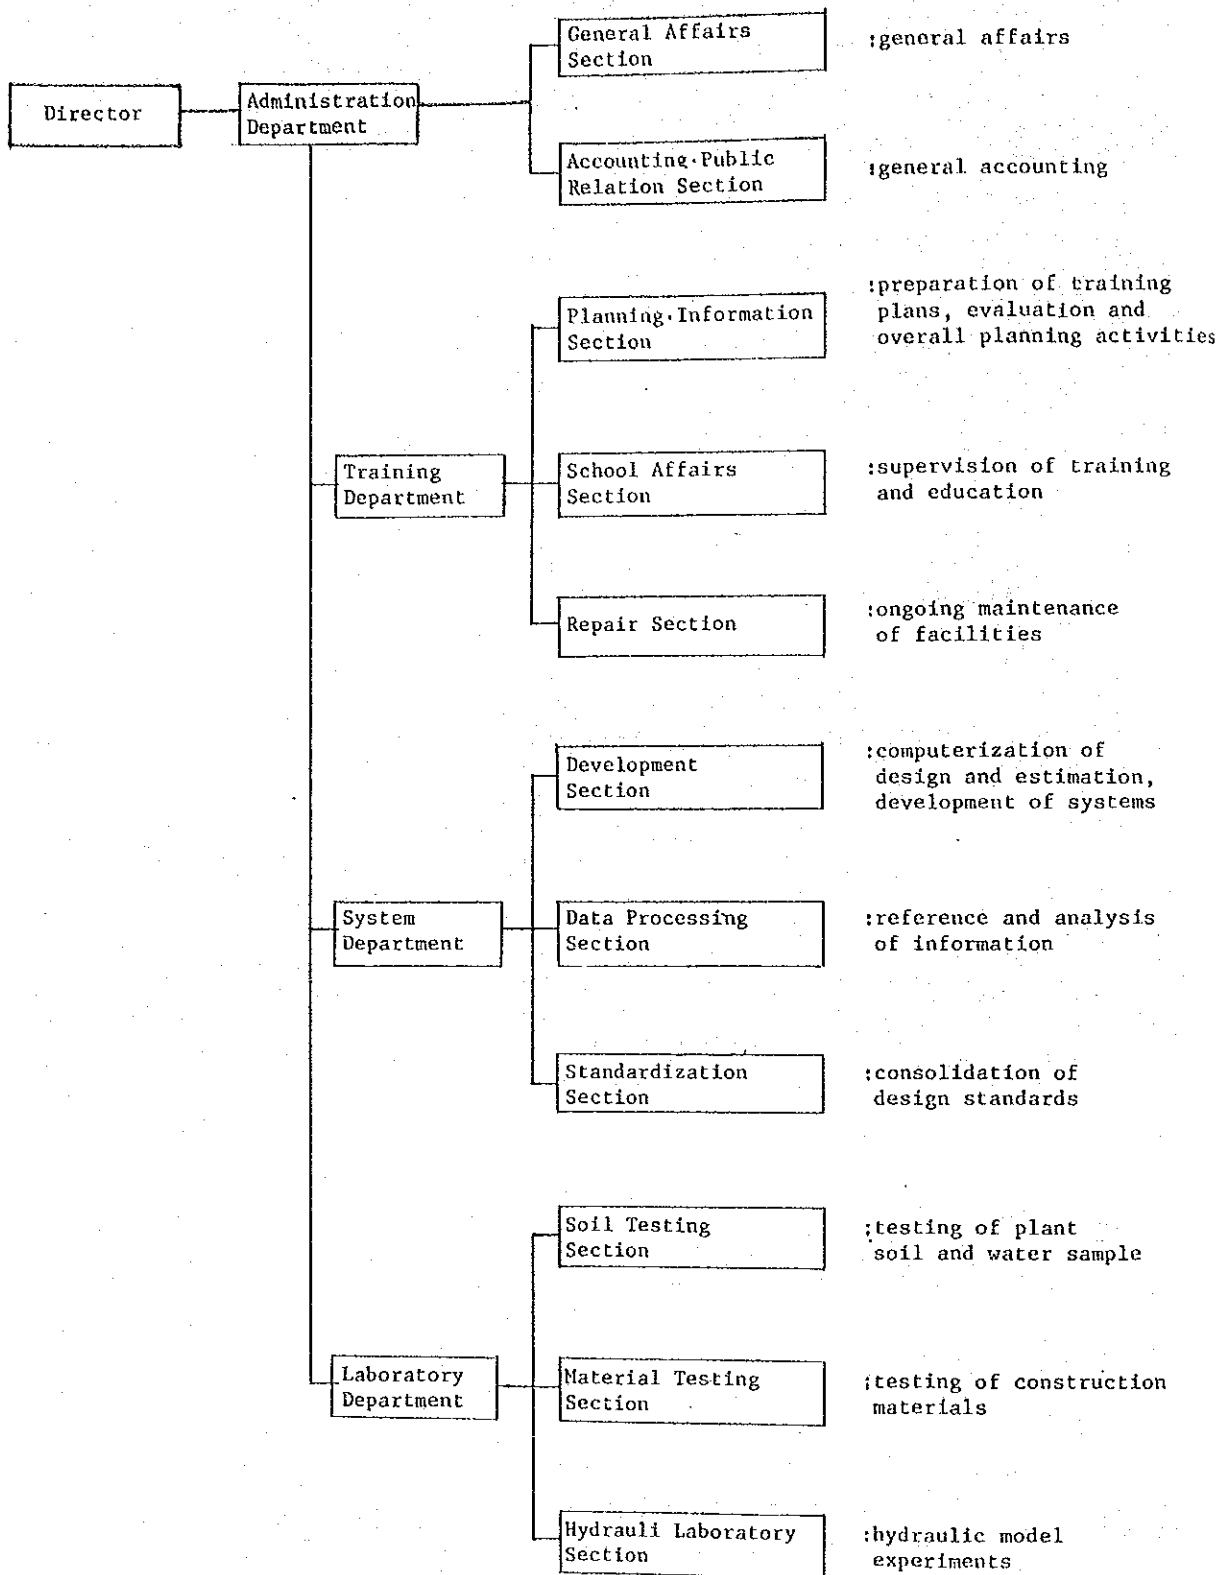 Director
Administration
Department
General Affairs
Section
:general affairs
Accounting·Public
Relation Section
:general accounting
Planning·Information
Section
:preparation of training
plans, evaluation and
overall planning activities
Training
Department
School Affairs
Section
:supervision of training
and education
Repair Section
:ongoing maintenance
of facilities
Development
Section
:computerization of
design and estimation,
development of systems
System
Department
Data Processing
Section
:reference and analysis
of information
Standardization
Section
:consolidation of
design standards
Soil Testing
Section
:testing of plant
soil and water sample
Laboratory
Department
Material Testing
Section
:testing of construction
materials
Hydrauli Laboratory
Section
:hydraulic model
experiments